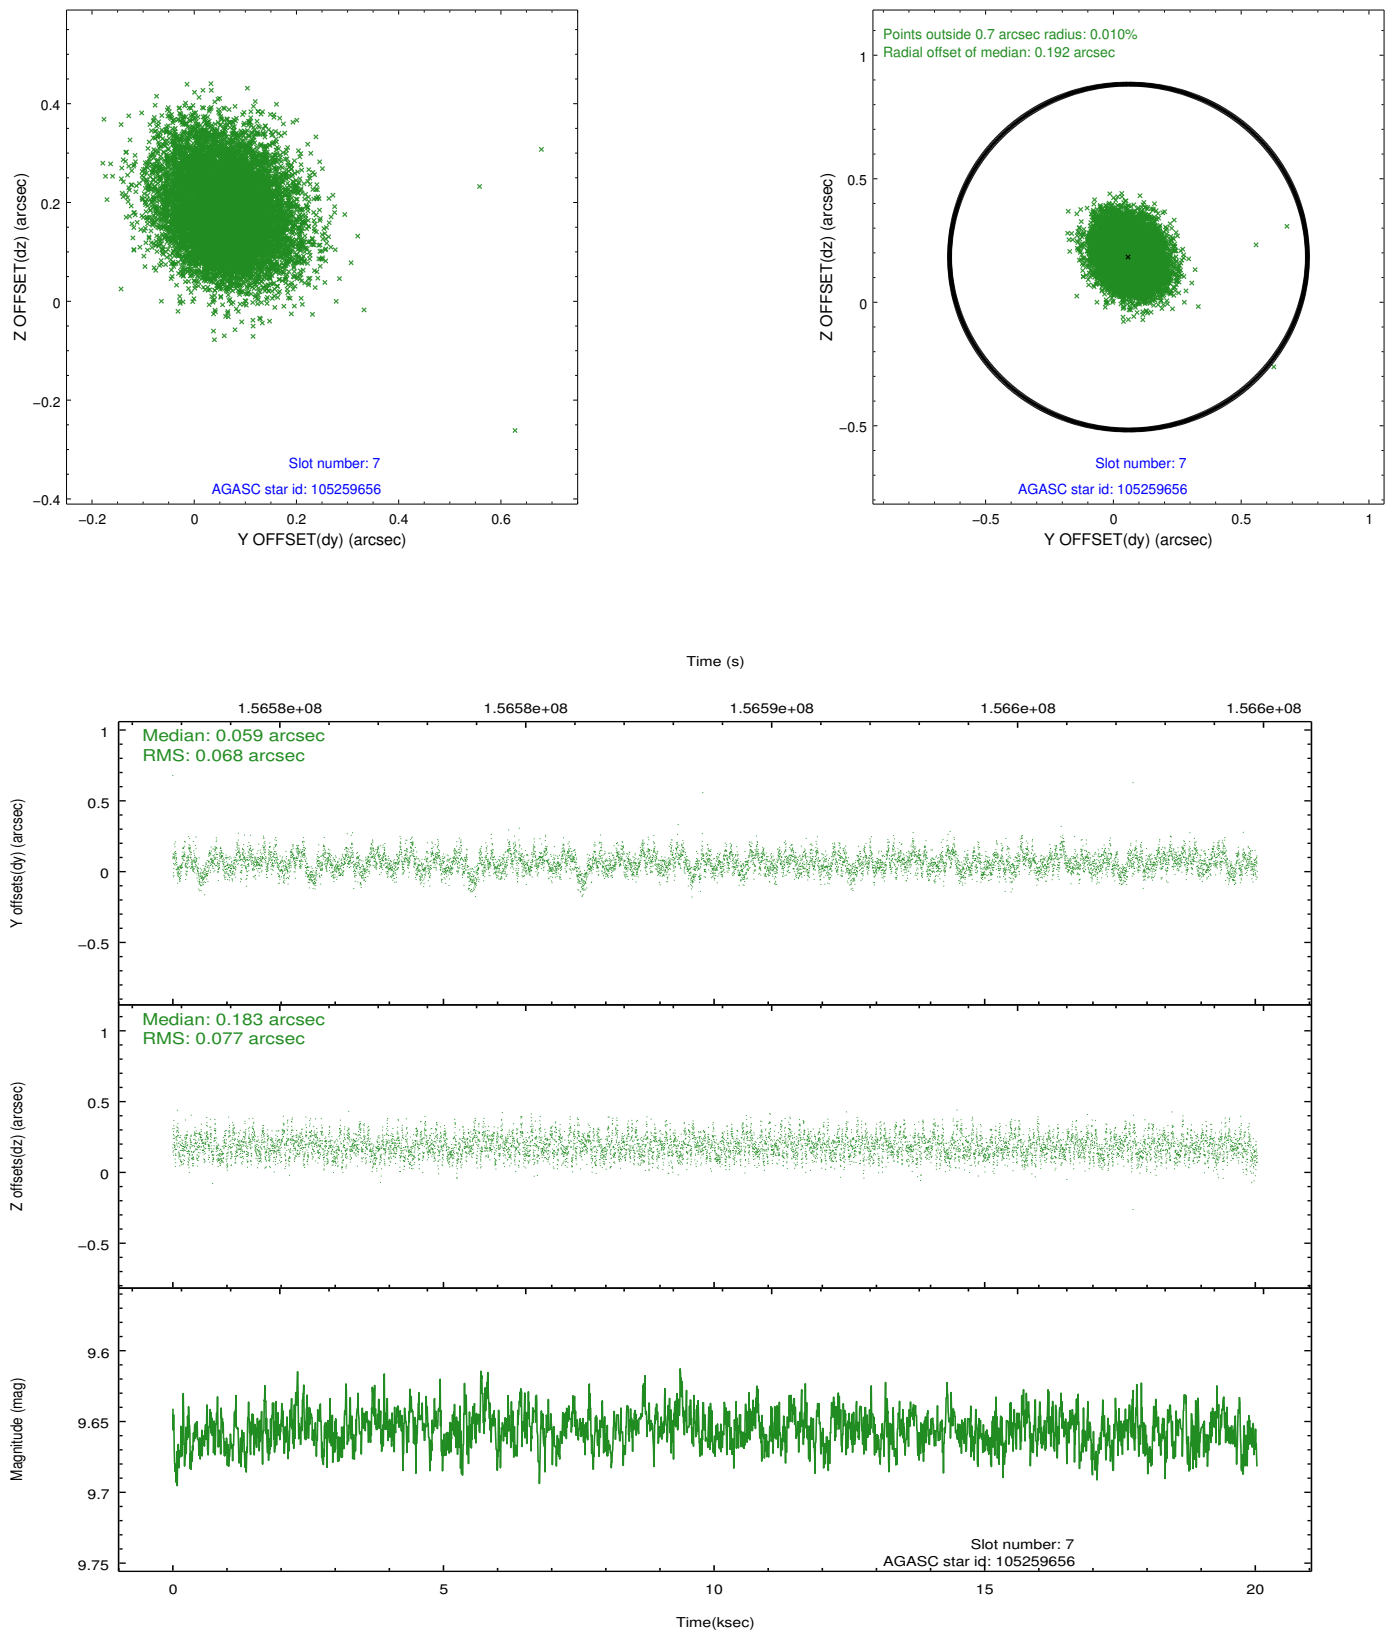 Z OFFSET(dz) (arcsec)
0.4
0.2
0
−0.2
−0.4
Slot number: 7
AGASC star id: 105259656
−0.2 0 0.2 0.4 0.6
Y OFFSET(dy) (arcsec)
Points outside 0.7 arcsec radius: 0.010%
Radial offset of median: 0.192 arcsec
Z OFFSET(dz) (arcsec)
1
0.5
0
−0.5
Slot number: 7
AGASC star id: 105259656
−0.5 0 0.5 1
Y OFFSET(dy) (arcsec)
Time (s)
1.5658e+08 1.5658e+08 1.5659e+08 1.566e+08 1.566e+08
Median: 0.059 arcsec
RMS: 0.068 arcsec
Y offsets(dy) (arcsec)
1
0.5
0
−0.5
Median: 0.183 arcsec
RMS: 0.077 arcsec
Z offsets(dz) (arcsec)
1
0.5
0
−0.5
Magnitude (mag)
9.6
9.65
9.7
9.75
Slot number: 7
AGASC star id: 105259656
0 5 10 15 20
Time(ksec)